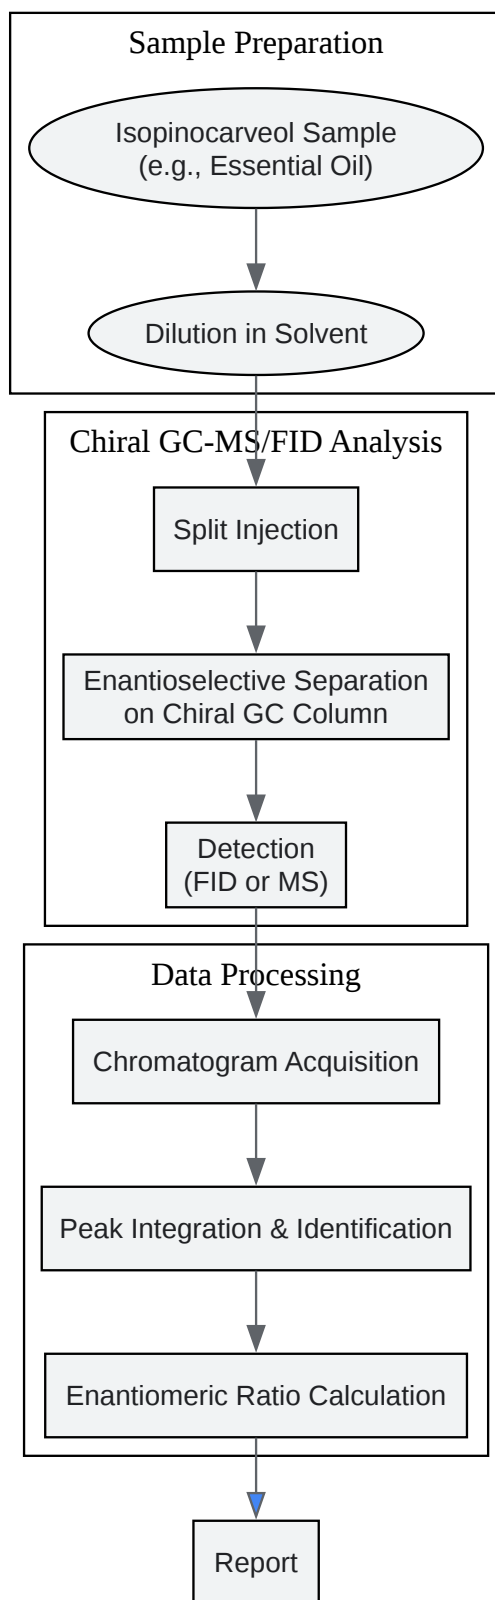 Sample Preparation
Isopinocarveol Sample
(e.g., Essential Oil)
Dilution in Solvent
Chiral GC-MS/FID Analysis
Split Injection
Enantioselective Separation
on Chiral GC Column
Detection
(FID or MS)
Data Processing
Chromatogram Acquisition
Peak Integration & Identification
Enantiomeric Ratio Calculation
Report